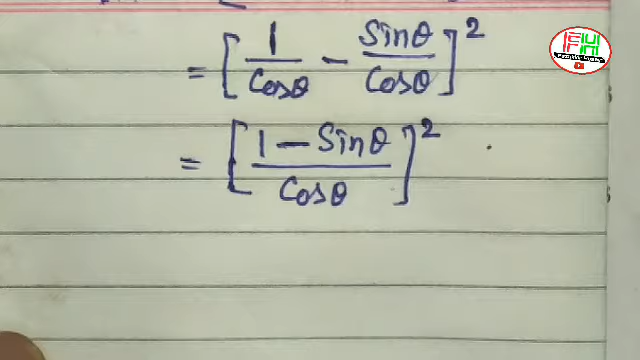 = [1/Cosθ − Sinθ/Cosθ]²
= [(1 − Sinθ)/Cosθ]²